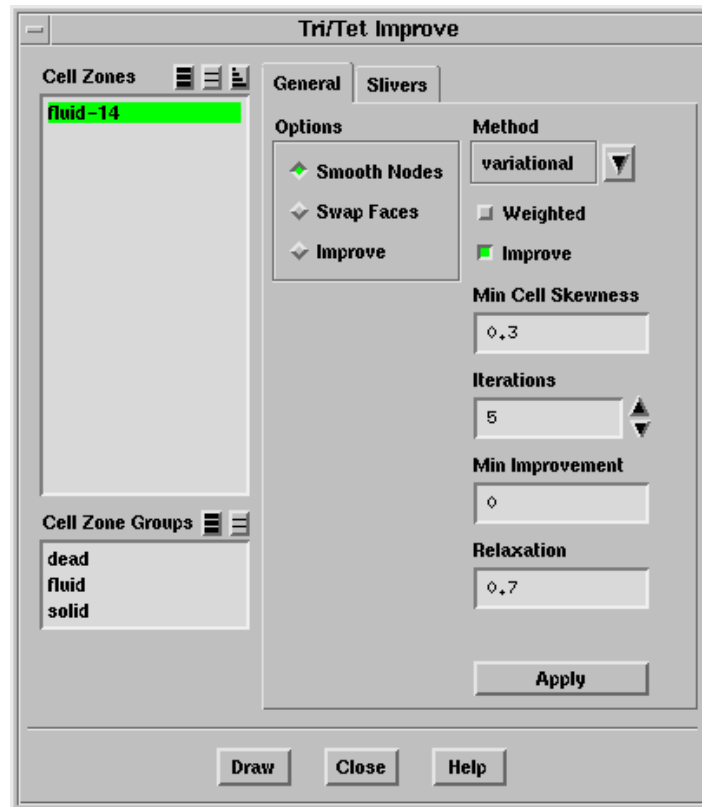 Tri/Tet Improve
Cell Zones
fluid-14
Cell Zone Groups
dead
fluid
solid
General Slivers
Options
Smooth Nodes
Swap Faces
Improve
Method
variational
Weighted
Improve
Min Cell Skewness
0.3
Iterations
5
Min Improvement
0
Relaxation
0.7
Apply
Draw Close Help